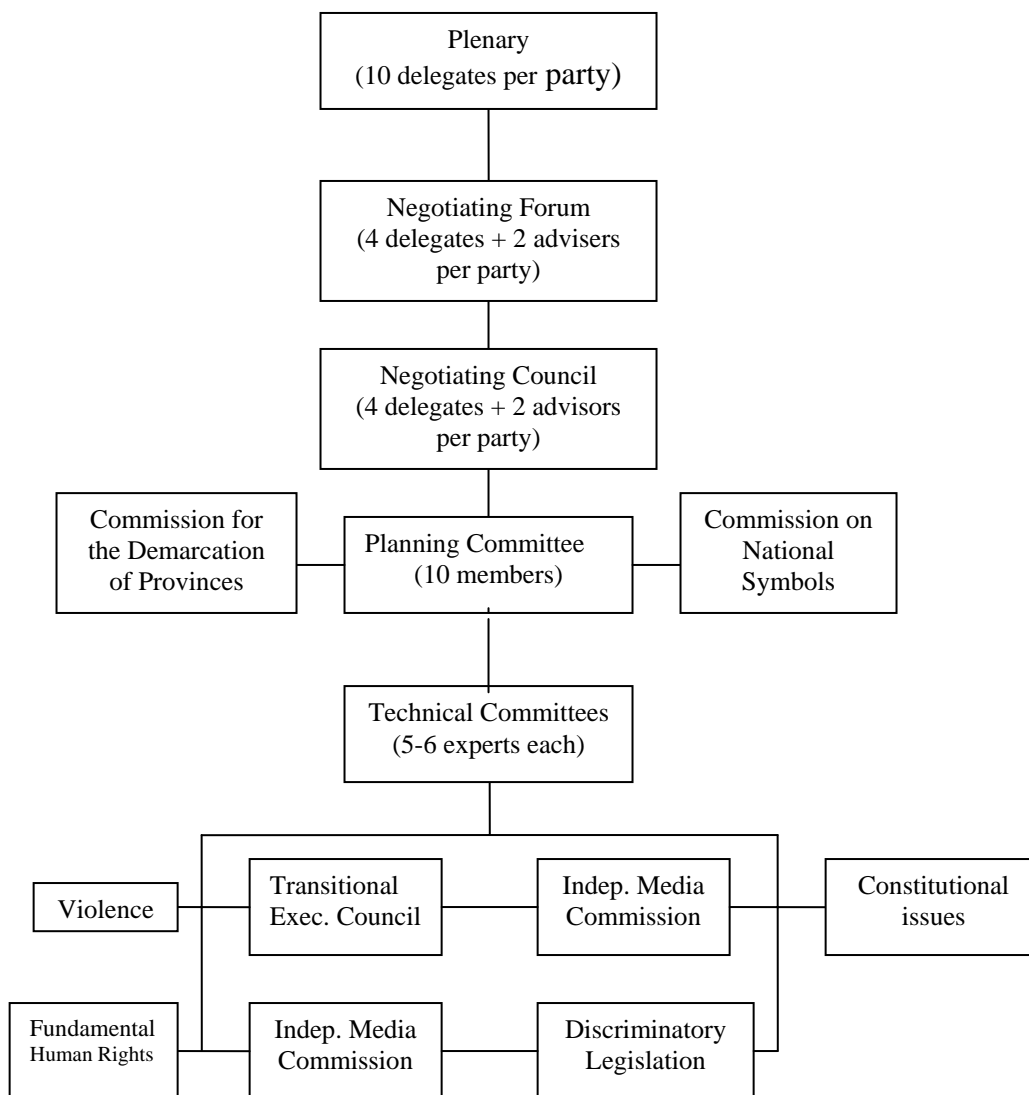 Plenary
(10 delegates per party)
Negotiating Forum
(4 delegates + 2 advisers
per party)
Negotiating Council
(4 delegates + 2 advisors
per party)
Commission for
the Demarcation
of Provinces
Planning Committee
(10 members)
Commission on
National
Symbols
Technical Committees
(5-6 experts each)
Violence
Transitional
Exec. Council
Indep. Media
Commission
Constitutional
issues
Fundamental
Human Rights
Indep. Media
Commission
Discriminatory
Legislation